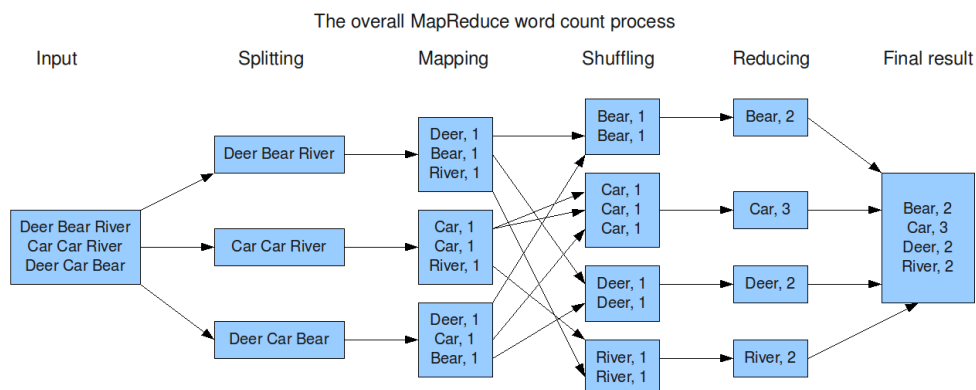 The overall MapReduce word count process
Input
Splitting
Mapping
Shuffling
Reducing
Final result
Deer Bear River
Car Car River
Deer Car Bear
Deer Bear River
Car Car River
Deer Car Bear
Deer, 1
Bear, 1
River, 1
Car, 1
Car, 1
River, 1
Deer, 1
Car, 1
Bear, 1
Bear, 1
Bear, 1
Car, 1
Car, 1
Car, 1
Deer, 1
Deer, 1
River, 1
River, 1
Bear, 2
Car, 3
Deer, 2
River, 2
Bear, 2
Car, 3
Deer, 2
River, 2